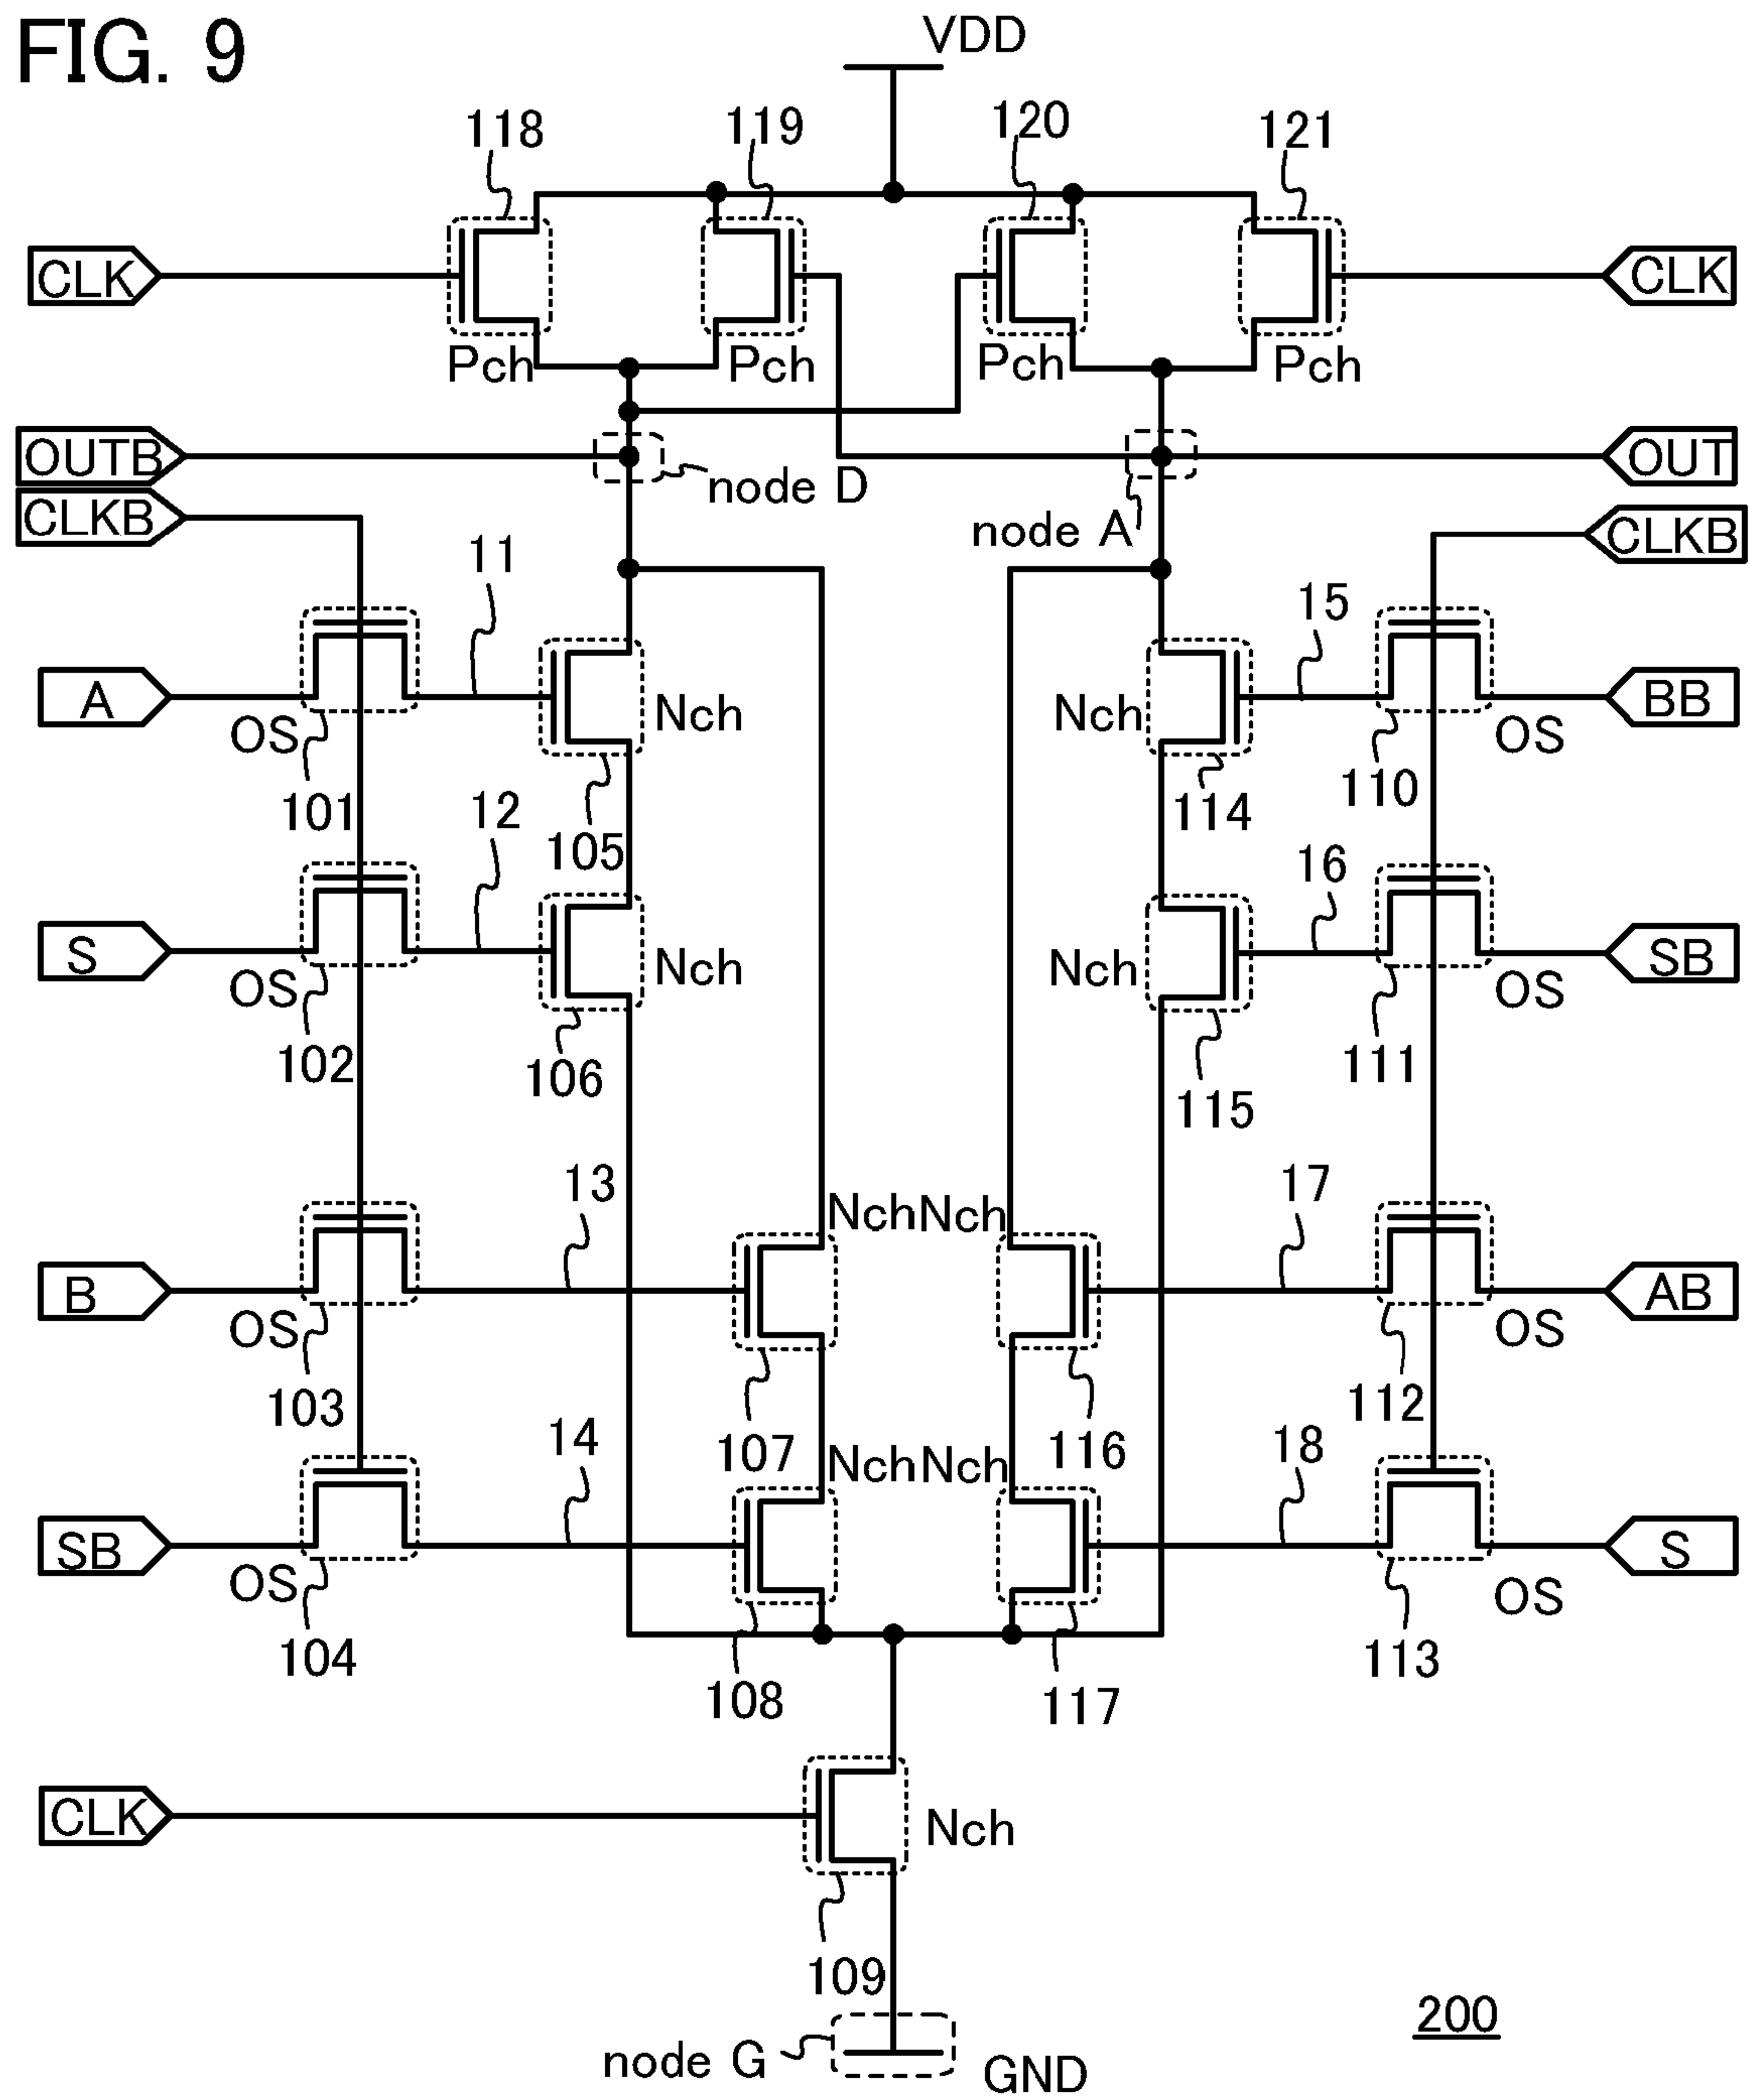 FIG. 9
VDD
118
119
120
121
CLK
CLK
Pch
Pch
Pch
Pch
OUTB
node D
node A
OUT
CLKB
CLKB
11
15
A
OS
101
Nch
105
Nch
114
110
OS
BB
12
16
S
OS
102
Nch
106
Nch
115
111
OS
SB
13
17
NchNch
B
OS
103
107
116
112
OS
AB
14
18
NchNch
SB
OS
104
108
117
113
OS
S
CLK
Nch
109
200
node G
GND